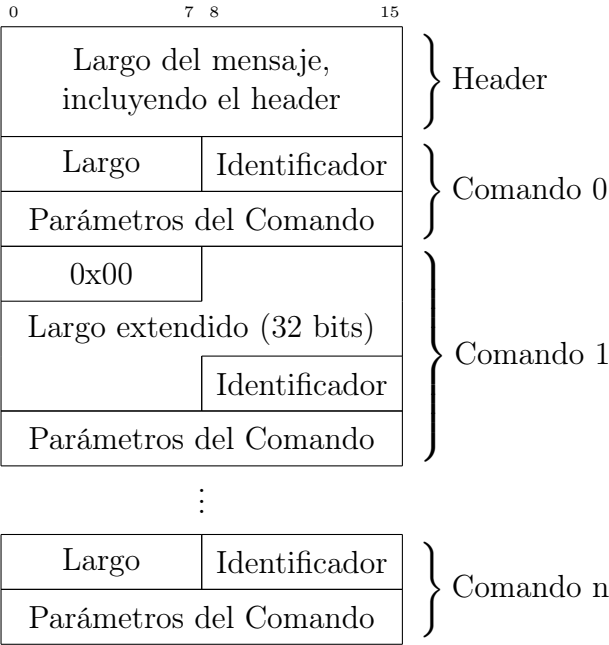 0 7 8 15
Largo del mensaje,
incluyendo el header
Header
Largo Identificador
Parámetros del Comando
Comando 0
0x00
Largo extendido (32 bits)
Identificador
Parámetros del Comando
Comando 1
⋮
Largo Identificador
Parámetros del Comando
Comando n